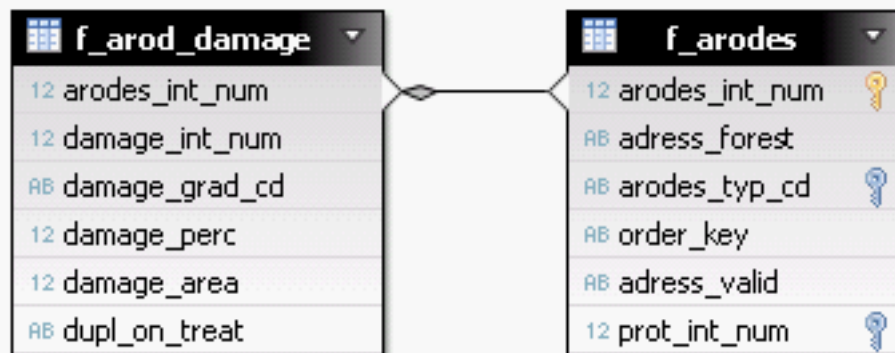 f_arod_damage
12 arodes_int_num
12 damage_int_num
AB damage_grad_cd
12 damage_perc
12 damage_area
AB dupl_on_treat
f_arodes
12 arodes_int_num
AB adress_forest
AB arodes_typ_cd
AB order_key
AB adress_valid
12 prot_int_num